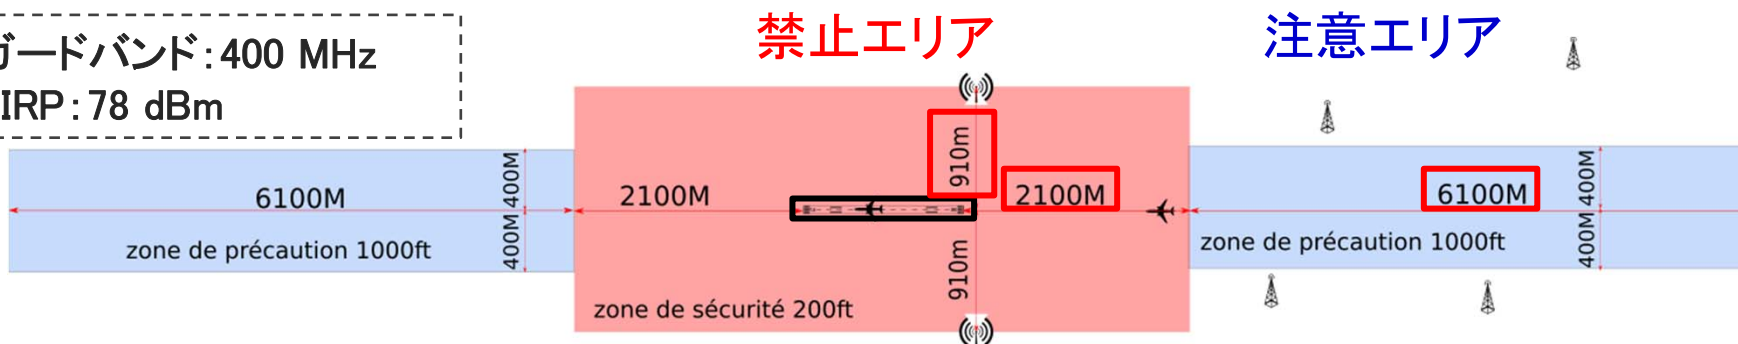 禁止エリア
注意エリア
ガードバンド:400 MHz
IRP:78 dBm
910m
400M
400M
6100M
2100M
2100M
6100M
400M
400M
zone de précaution 1000ft
910m
zone de précaution 1000ft
zone de sécurité 200ft